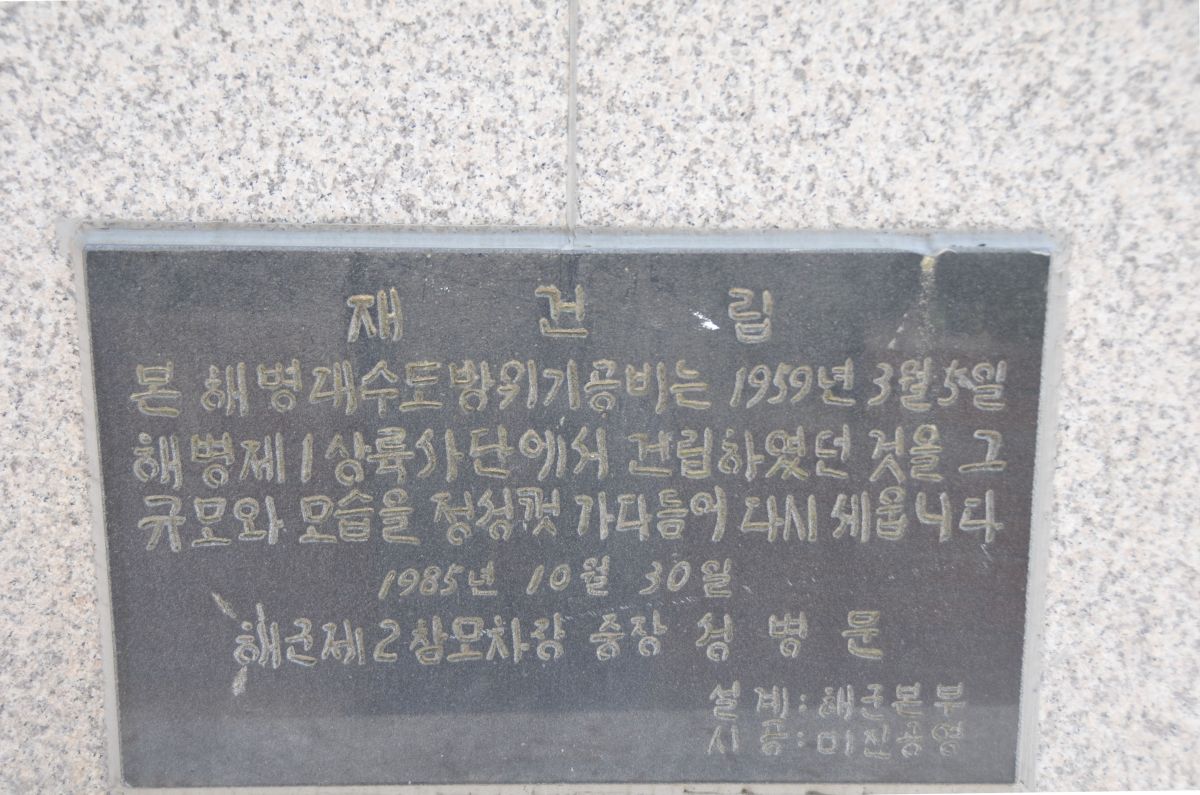 재 건 립
본 해병대수도방위기공비는 1959년 3월5일
해병제1상륙사단에서 건립하였던 것을 그
규모와 모습을 정성껏 가다듬어 다시 세웁니다
1985년 10월 30일
해군제2참모차장 중장 성 병 문
설 계 : 해군본부
시 공 : 미진송영